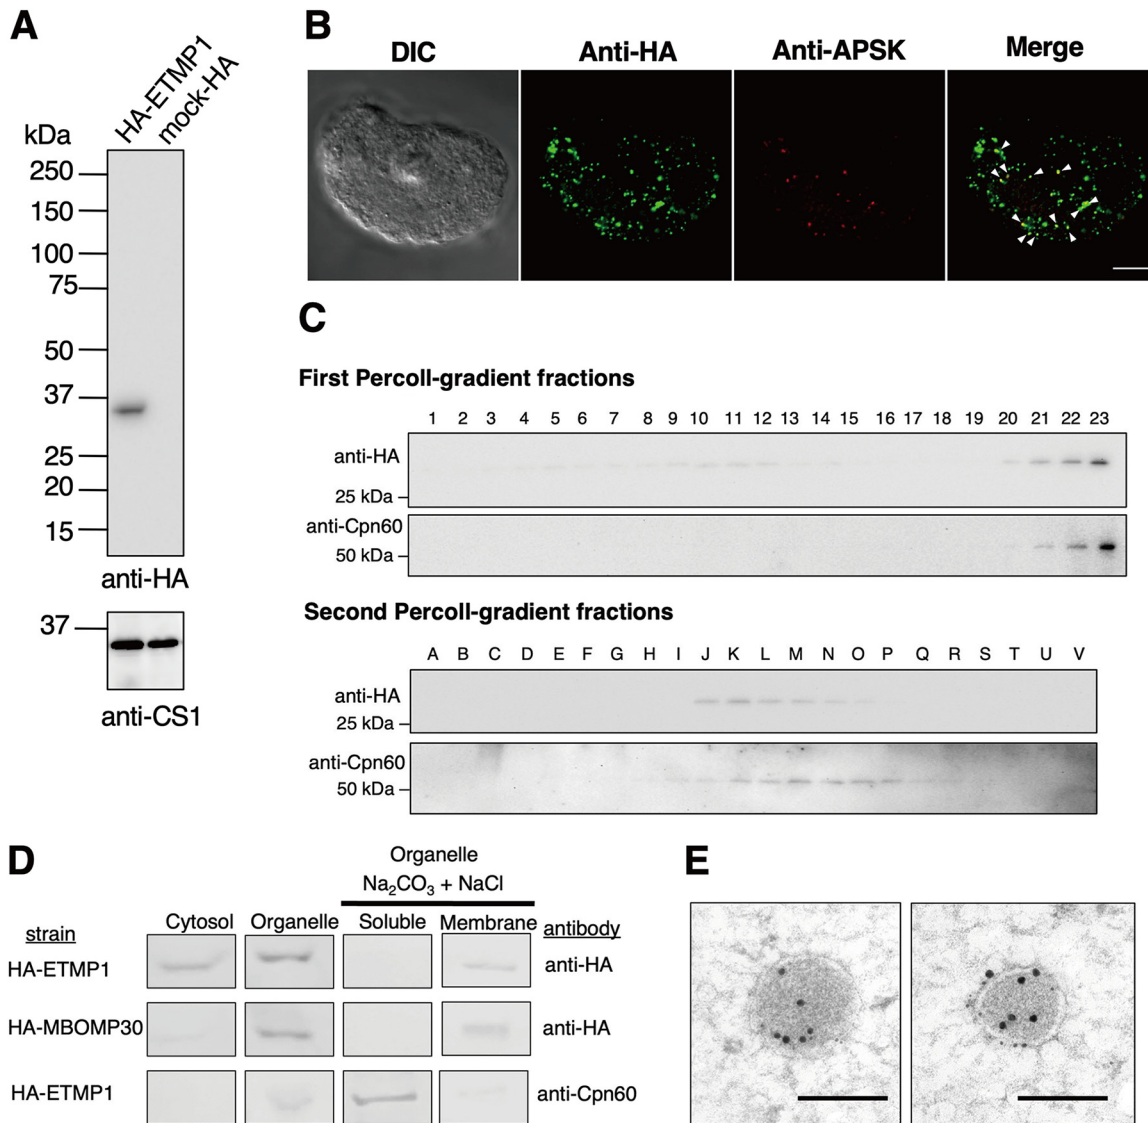 A
HA-ETMP1
mock-HA
kDa
250
150
100
75
50
37
25
20
15
anti-HA
37
anti-CS1
B
DIC
Anti-HA
Anti-APSK
Merge
C
First Percoll-gradient fractions
1 2 3 4 5 6 7 8 9 10 11 12 13 14 15 16 17 18 19 20 21 22 23
anti-HA
25 kDa
anti-Cpn60
50 kDa
Second Percoll-gradient fractions
A B C D E F G H I J K L M N O P Q R S T U V
anti-HA
25 kDa
anti-Cpn60
50 kDa
D
Organelle
Na₂CO₃ + NaCl
strain Cytosol Organelle Soluble Membrane antibody
HA-ETMP1 anti-HA
HA-MBOMP30 anti-HA
HA-ETMP1 anti-Cpn60
E